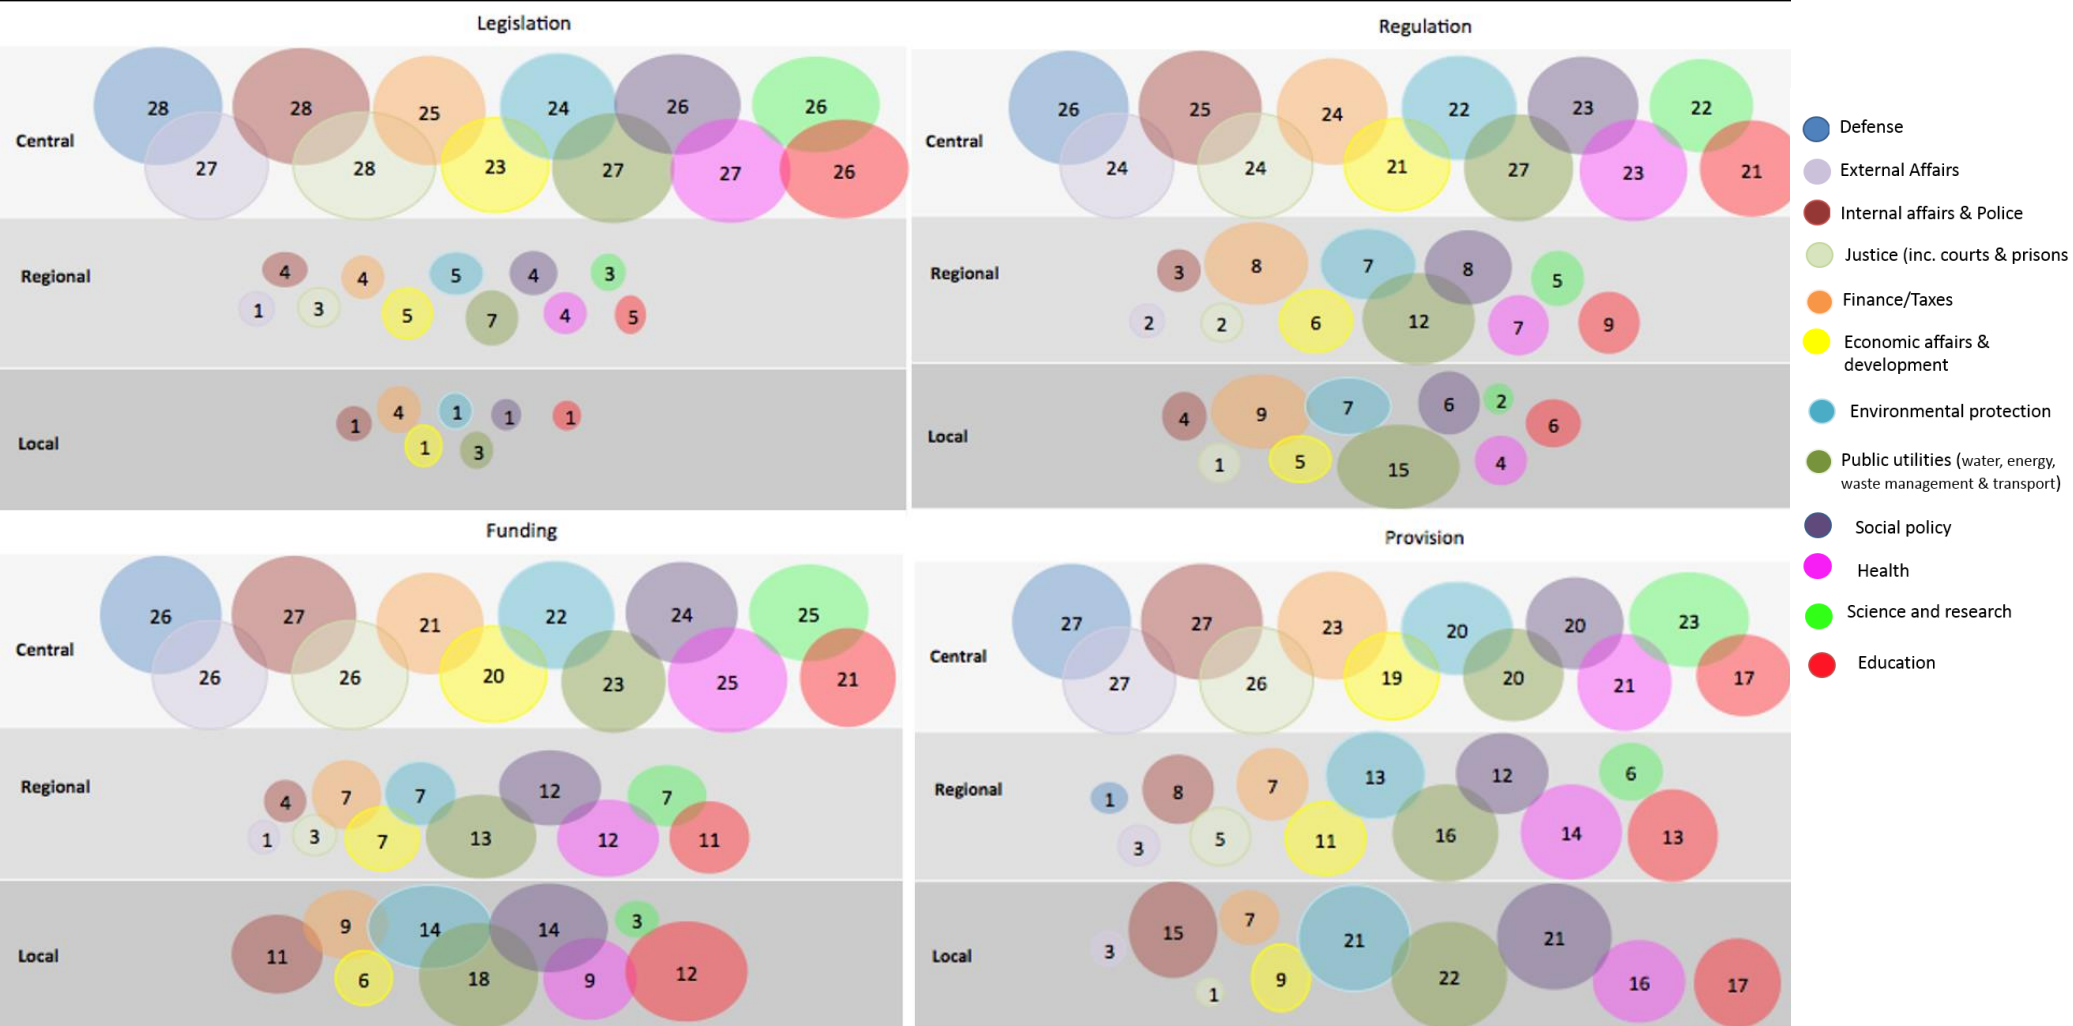 Legislation
28 28 25 24 26 26
Central
27 28 23 27 27 26
Regional
4 4 5 4 3
1 3 5 7 4 5
Local
1 4 1 1 1
1 3
Regulation
26 25 24 22 23 22
Central
24 24 21 27 23 21
Regional
3 8 7 8 5
2 2 6 12 7 9
Local
4 9 7 6 2 6
1 5 15 4
Funding
26 27 21 22 24 25
Central
26 26 20 23 25 21
Regional
4 7 7 12 7
1 3 7 13 12 11
Local
11 9 14 14 3
6 18 9 12
Provision
27 27 23 20 20 23
Central
27 26 19 20 21 17
Regional
1 8 7 13 12 6
3 5 11 16 14 13
Local
3 15 7 21 21
1 9 22 16 17
Defense
External Affairs
Internal affairs & Police
Justice (inc. courts & prisons
Finance/Taxes
Economic affairs &
development
Environmental protection
Public utilities (water, energy,
waste management & transport)
Social policy
Health
Science and research
Education